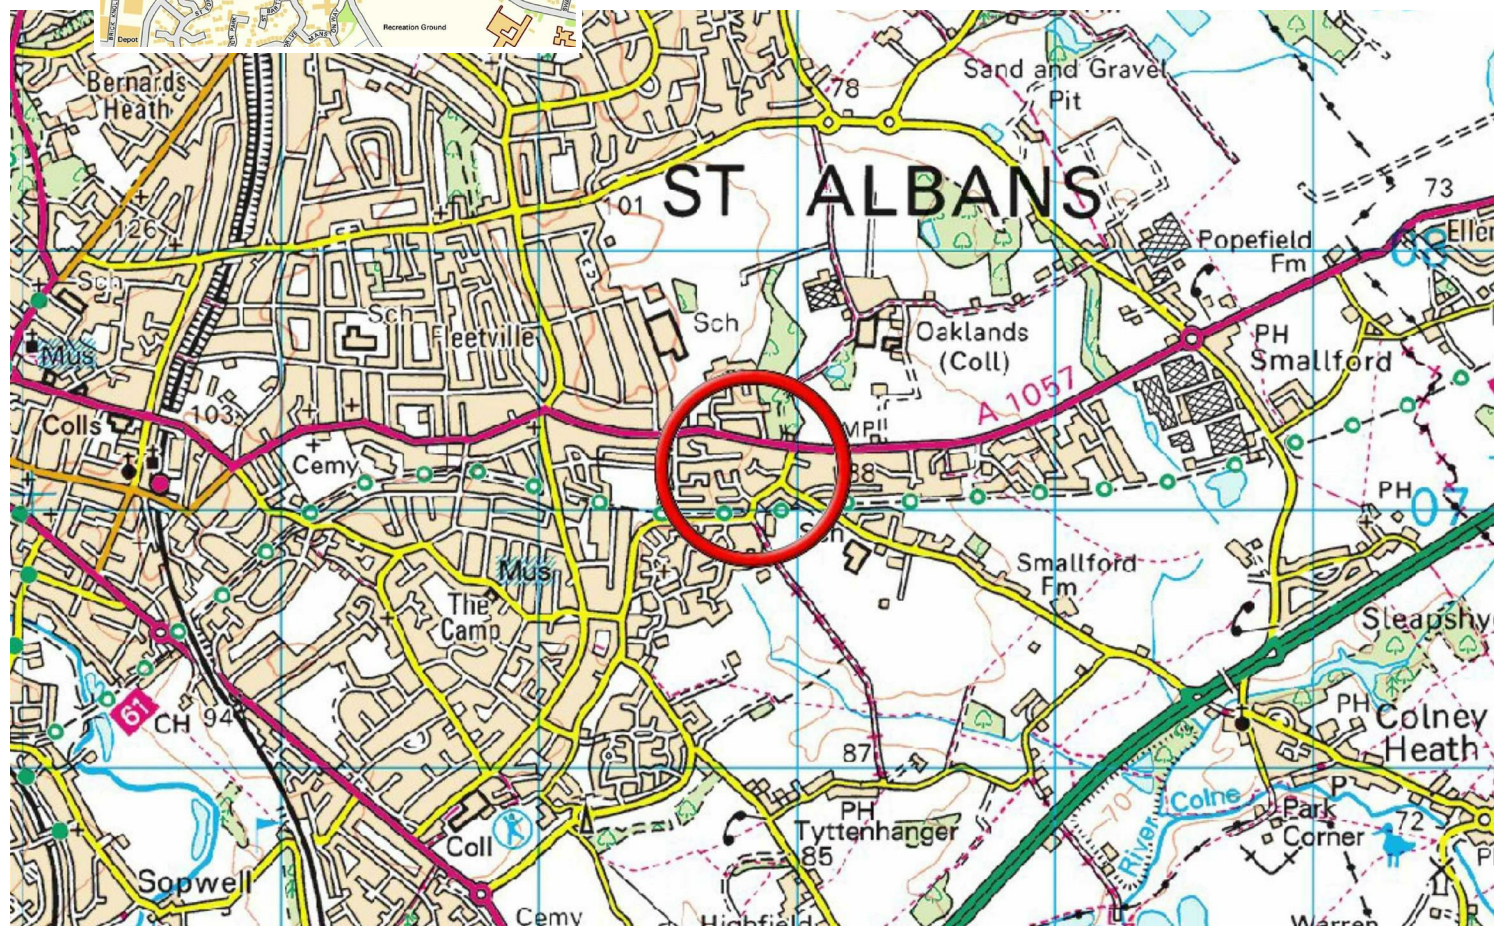 Depot
Recreation Ground
Bernards
Heath
78
Sand and Gravel
Pit
ST ALBANS
101
73
126
Popefield
Fm
08
Sch
Sch
Fleetville
Sch
Oaklands
(Coll)
PH
Smallford
Mus
A 1057
103
Colls
MP
Cemy
88
PH
07
Sch
Mus
Smallford
Fm
The
Camp
61
CH
94
PH
Colney
Heath
87
PH
Tyttenhanger
85
Colne
River
70
P
Park
Corner
72
Coll
Sopwell
Cemy
Highfield
Warren